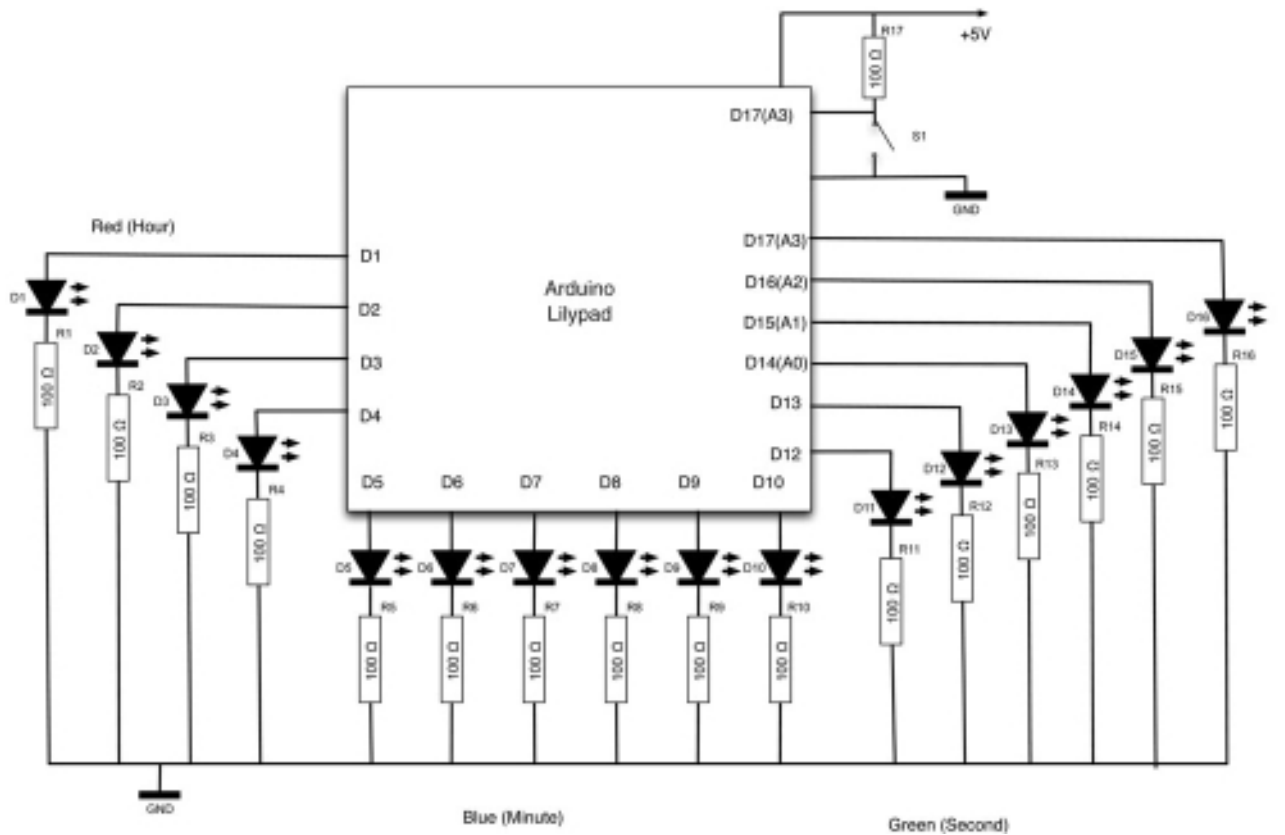 R17
+5V
100 Ω
D17(A3)
S1
GND
Red (Hour)
D17(A3)
D1
D16(A2)
Arduino
Lilypad
D1
D2
D15(A1)
D16
D15
R1
D2
D3
D14(A0)
R16
D14
R15
100 Ω
R2
D3
D4
D13
D13
R14
100 Ω
100 Ω
R3
D4
D12
D12
R13
100 Ω
100 Ω
R4
D5
D6
D7
D8
D9
D10
D11
R12
100 Ω
100 Ω
R11
100 Ω
100 Ω
D5
D6
D7
D8
D9
D10
100 Ω
R5
R6
R7
R8
R9
R10
100 Ω
100 Ω
100 Ω
100 Ω
100 Ω
100 Ω
GND
Blue (Minute)
Green (Second)